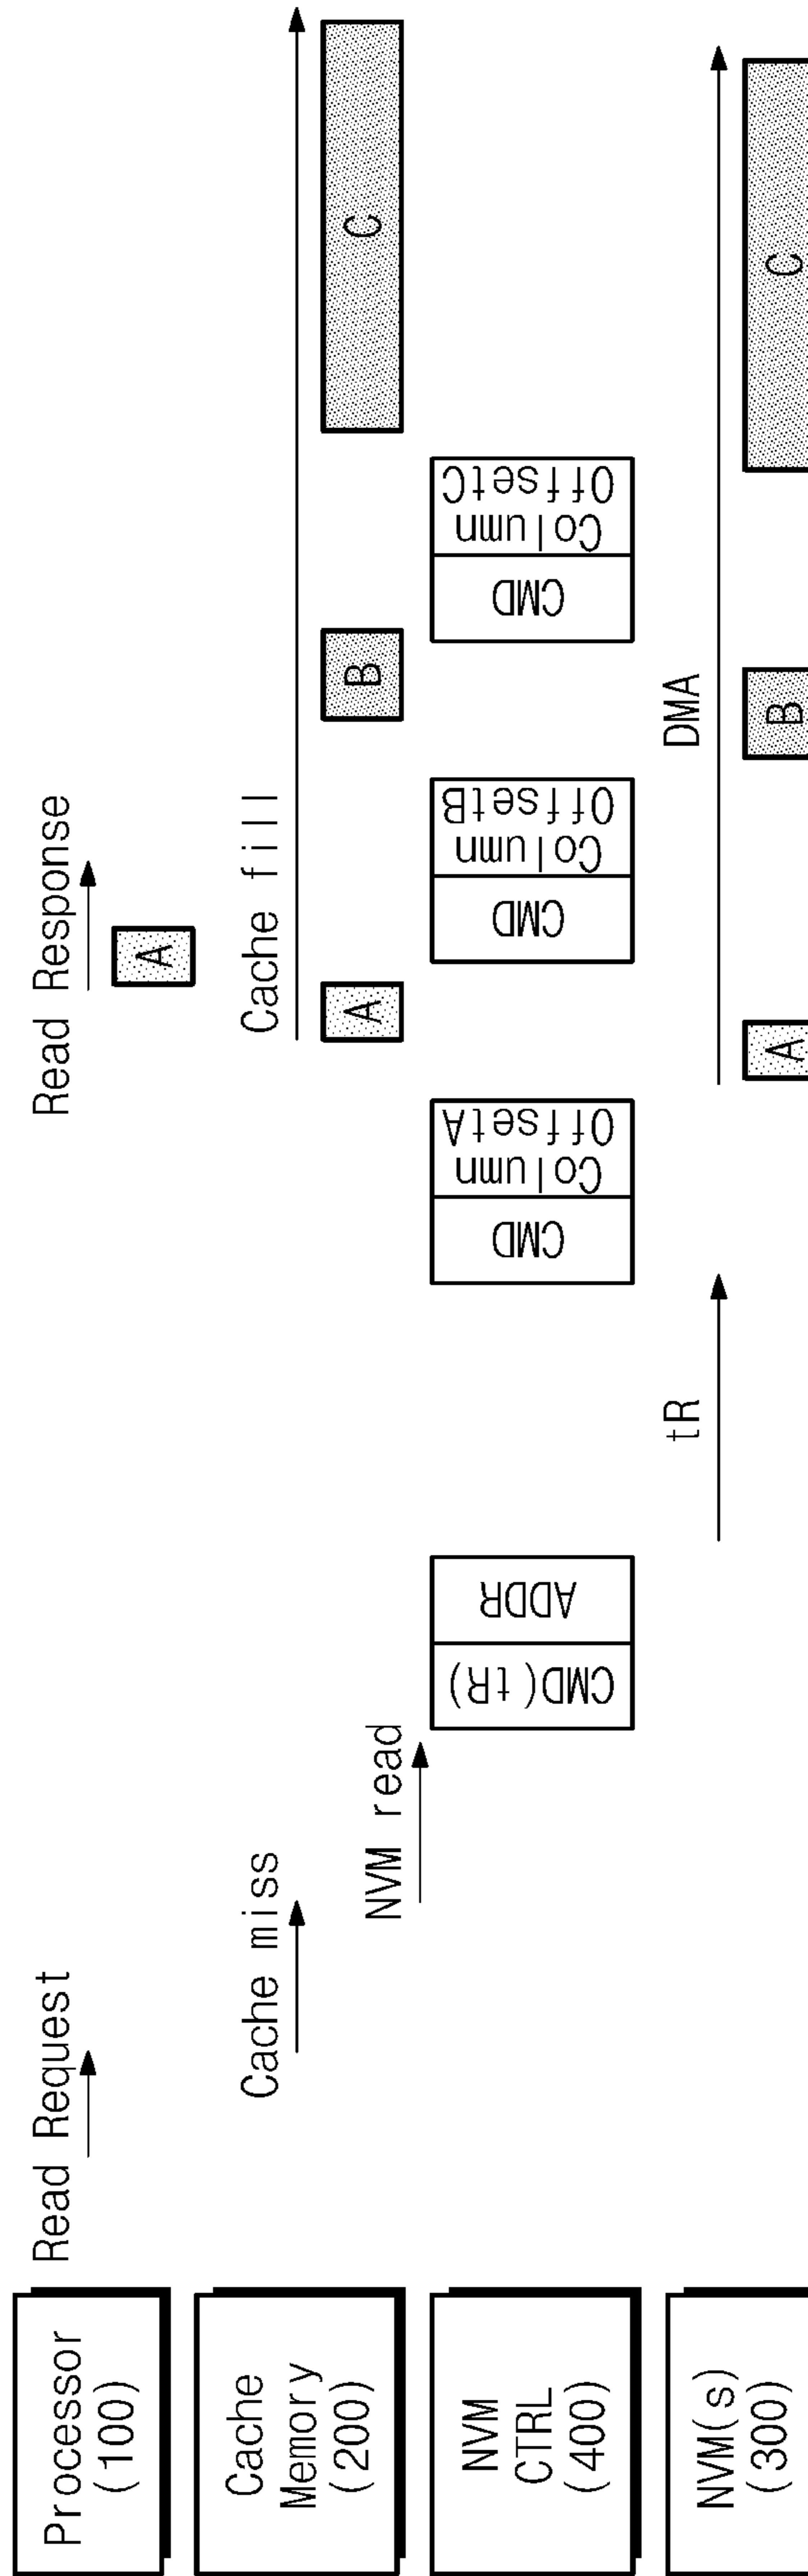 Processor
(100)
Read Request
Read Response
A
Cache
Memory
(200)
Cache miss
Cache fill
A
B
C
NVM
CTRL
(400)
NVM read
CMD(tR)
ADDR
CMD
Column
OffsetA
CMD
Column
OffsetB
CMD
Column
OffsetC
NVM(s)
(300)
tR
DMA
A
B
C